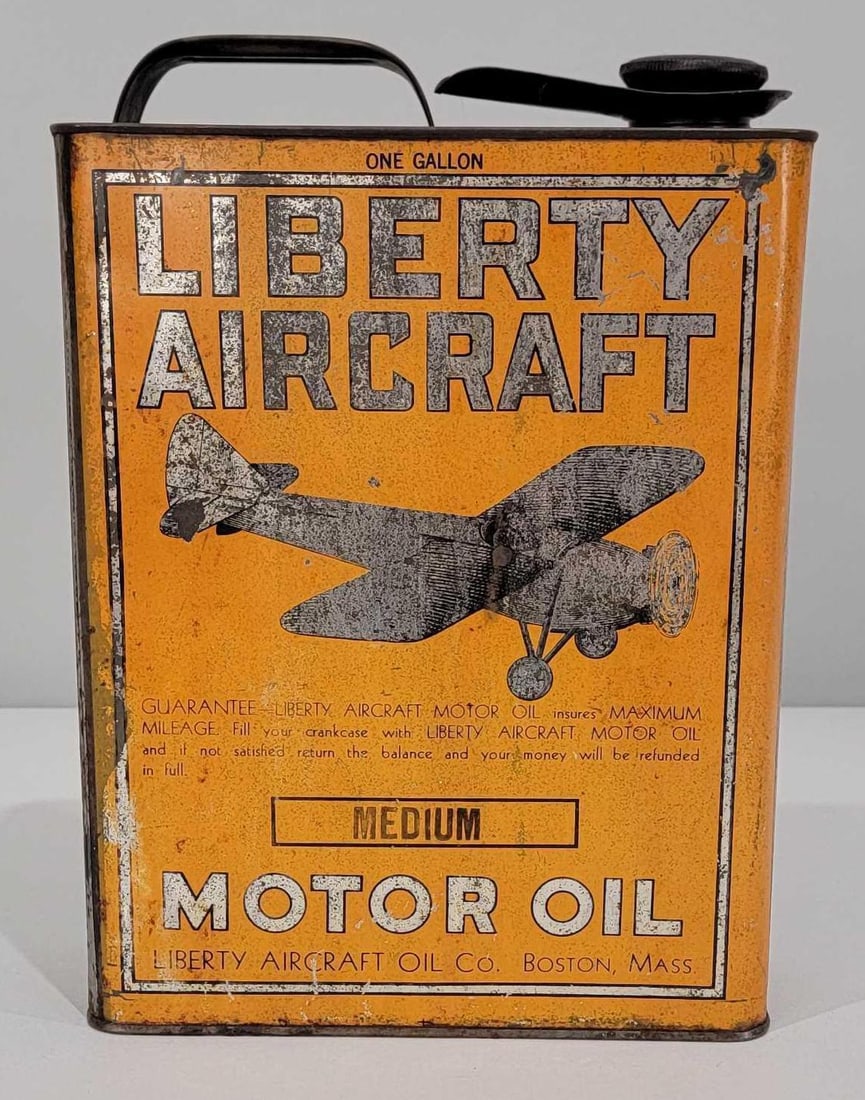 ONE GALLON
LIBERTY
AIRCRAFT
GUARANTEE-LIBERTY AIRCRAFT MOTOR OIL insures MAXIMUM
MILEAGE. Fill your crankcase with LIBERTY AIRCRAFT MOTOR OIL
and if not satisfied return the balance and your money will be refunded
in full.
MEDIUM
MOTOR OIL
LIBERTY AIRCRAFT OIL CO. BOSTON, MASS.